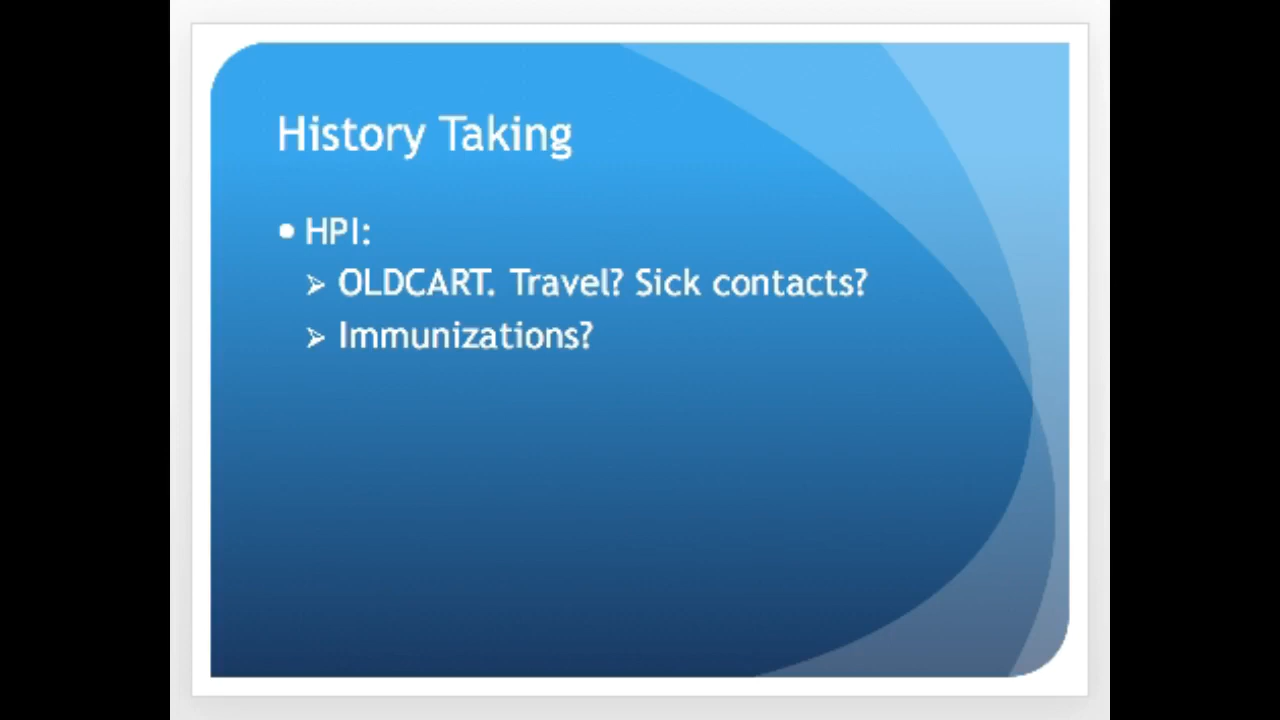 History Taking
• HPI:
➢ OLDCART. Travel? Sick contacts?
➢ Immunizations?